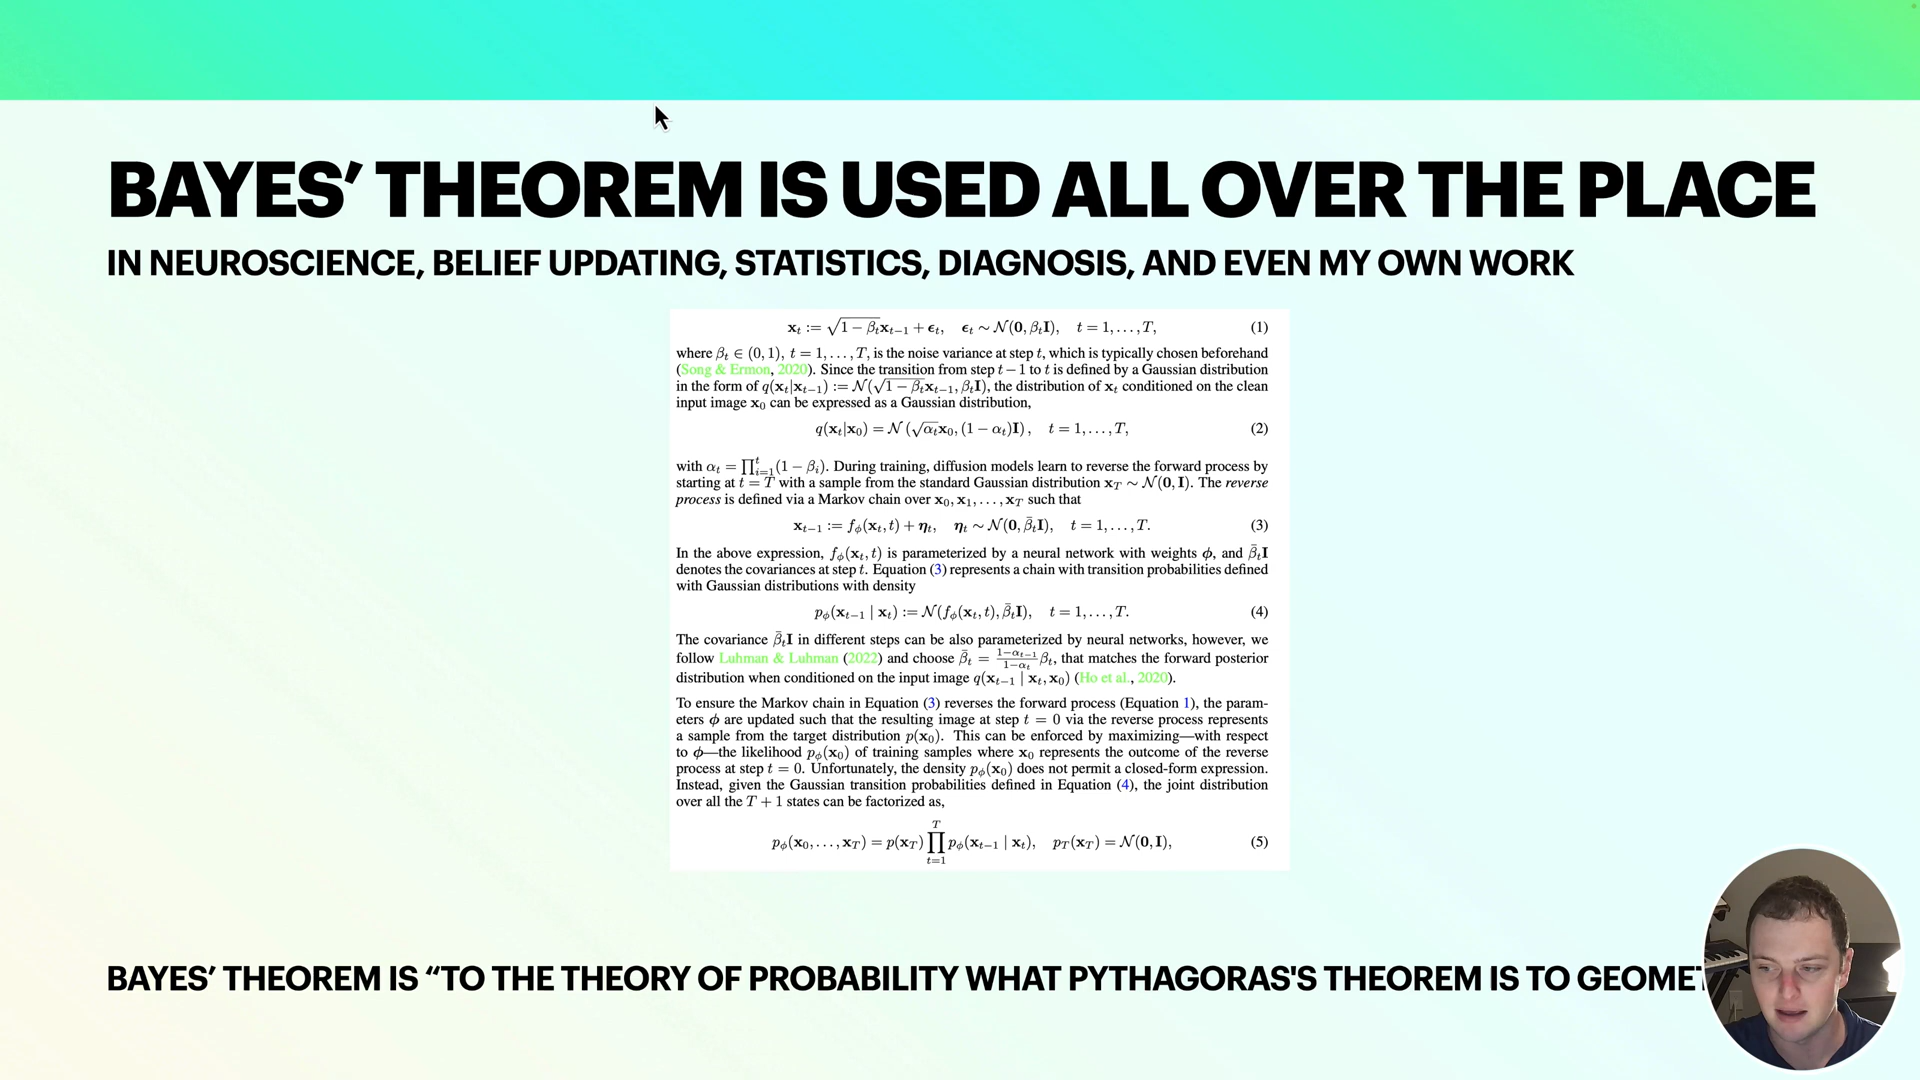 BAYES’ THEOREM IS USED ALL OVER THE PLACE
IN NEUROSCIENCE, BELIEF UPDATING, STATISTICS, DIAGNOSIS, AND EVEN MY OWN WORK
x_t := √(1 − β_t)x_{t−1} + ϵ_t, ϵ_t ∼ N(0, β_tI), t = 1, . . . , T, (1)
where β_t ∈ (0, 1), t = 1, . . . , T, is the noise variance at step t, which is typically chosen beforehand
(Song & Ermon, 2020). Since the transition from step t − 1 to t is defined by a Gaussian distribution
in the form of q(x_t|x_{t−1}) := N(√(1 − β_t)x_{t−1}, β_tI), the distribution of x_t conditioned on the clean
input image x_0 can be expressed as a Gaussian distribution,
q(x_t|x_0) = N(√α_t x_0, (1 − α_t)I), t = 1, . . . , T, (2)
with α_t = ∏_{i=1}^t (1 − β_i). During training, diffusion models learn to reverse the forward process by
starting at t = T with a sample from the standard Gaussian distribution x_T ∼ N(0, I). The reverse
process is defined via a Markov chain over x_0, x_1, . . . , x_T such that
x_{t−1} := f_ϕ(x_t, t) + η_t, η_t ∼ N(0, β̄_tI), t = 1, . . . , T. (3)
In the above expression, f_ϕ(x_t, t) is parameterized by a neural network with weights ϕ, and β̄_tI
denotes the covariances at step t. Equation (3) represents a chain with transition probabilities defined
with Gaussian distributions with density
p_ϕ(x_{t−1} | x_t) := N(f_ϕ(x_t, t), β̄_tI), t = 1, . . . , T. (4)
The covariance β̄_tI in different steps can be also parameterized by neural networks, however, we
follow Luhman & Luhman (2022) and choose β̄_t = (1−α_{t−1})/(1−α_t) β_t, that matches the forward posterior
distribution when conditioned on the input image q(x_{t−1} | x_t, x_0) (Ho et al., 2020).
To ensure the Markov chain in Equation (3) reverses the forward process (Equation 1), the param-
eters ϕ are updated such that the resulting image at step t = 0 via the reverse process represents
a sample from the target distribution p(x_0). This can be enforced by maximizing—with respect
to ϕ—the likelihood p_ϕ(x_0) of training samples where x_0 represents the outcome of the reverse
process at step t = 0. Unfortunately, the density p_ϕ(x_0) does not permit a closed-form expression.
Instead, given the Gaussian transition probabilities defined in Equation (4), the joint distribution
over all the T + 1 states can be factorized as,
p_ϕ(x_0, . . . , x_T) = p(x_T) ∏_{t=1}^T p_ϕ(x_{t−1} | x_t), p_T(x_T) = N(0, I), (5)
BAYES’ THEOREM IS “TO THE THEORY OF PROBABILITY WHAT PYTHAGORAS'S THEOREM IS TO